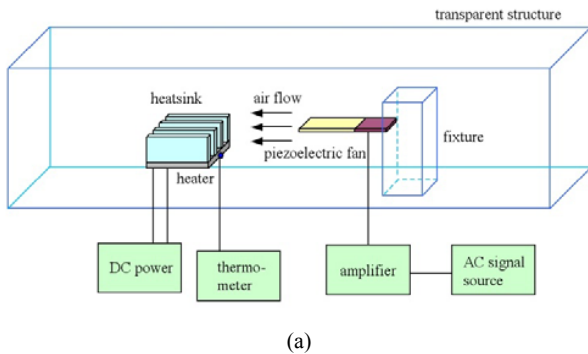 transparent structure
heatsink
air flow
piezoelectric fan
fixture
heater
DC power
thermo-
meter
amplifier
AC signal
source
(a)